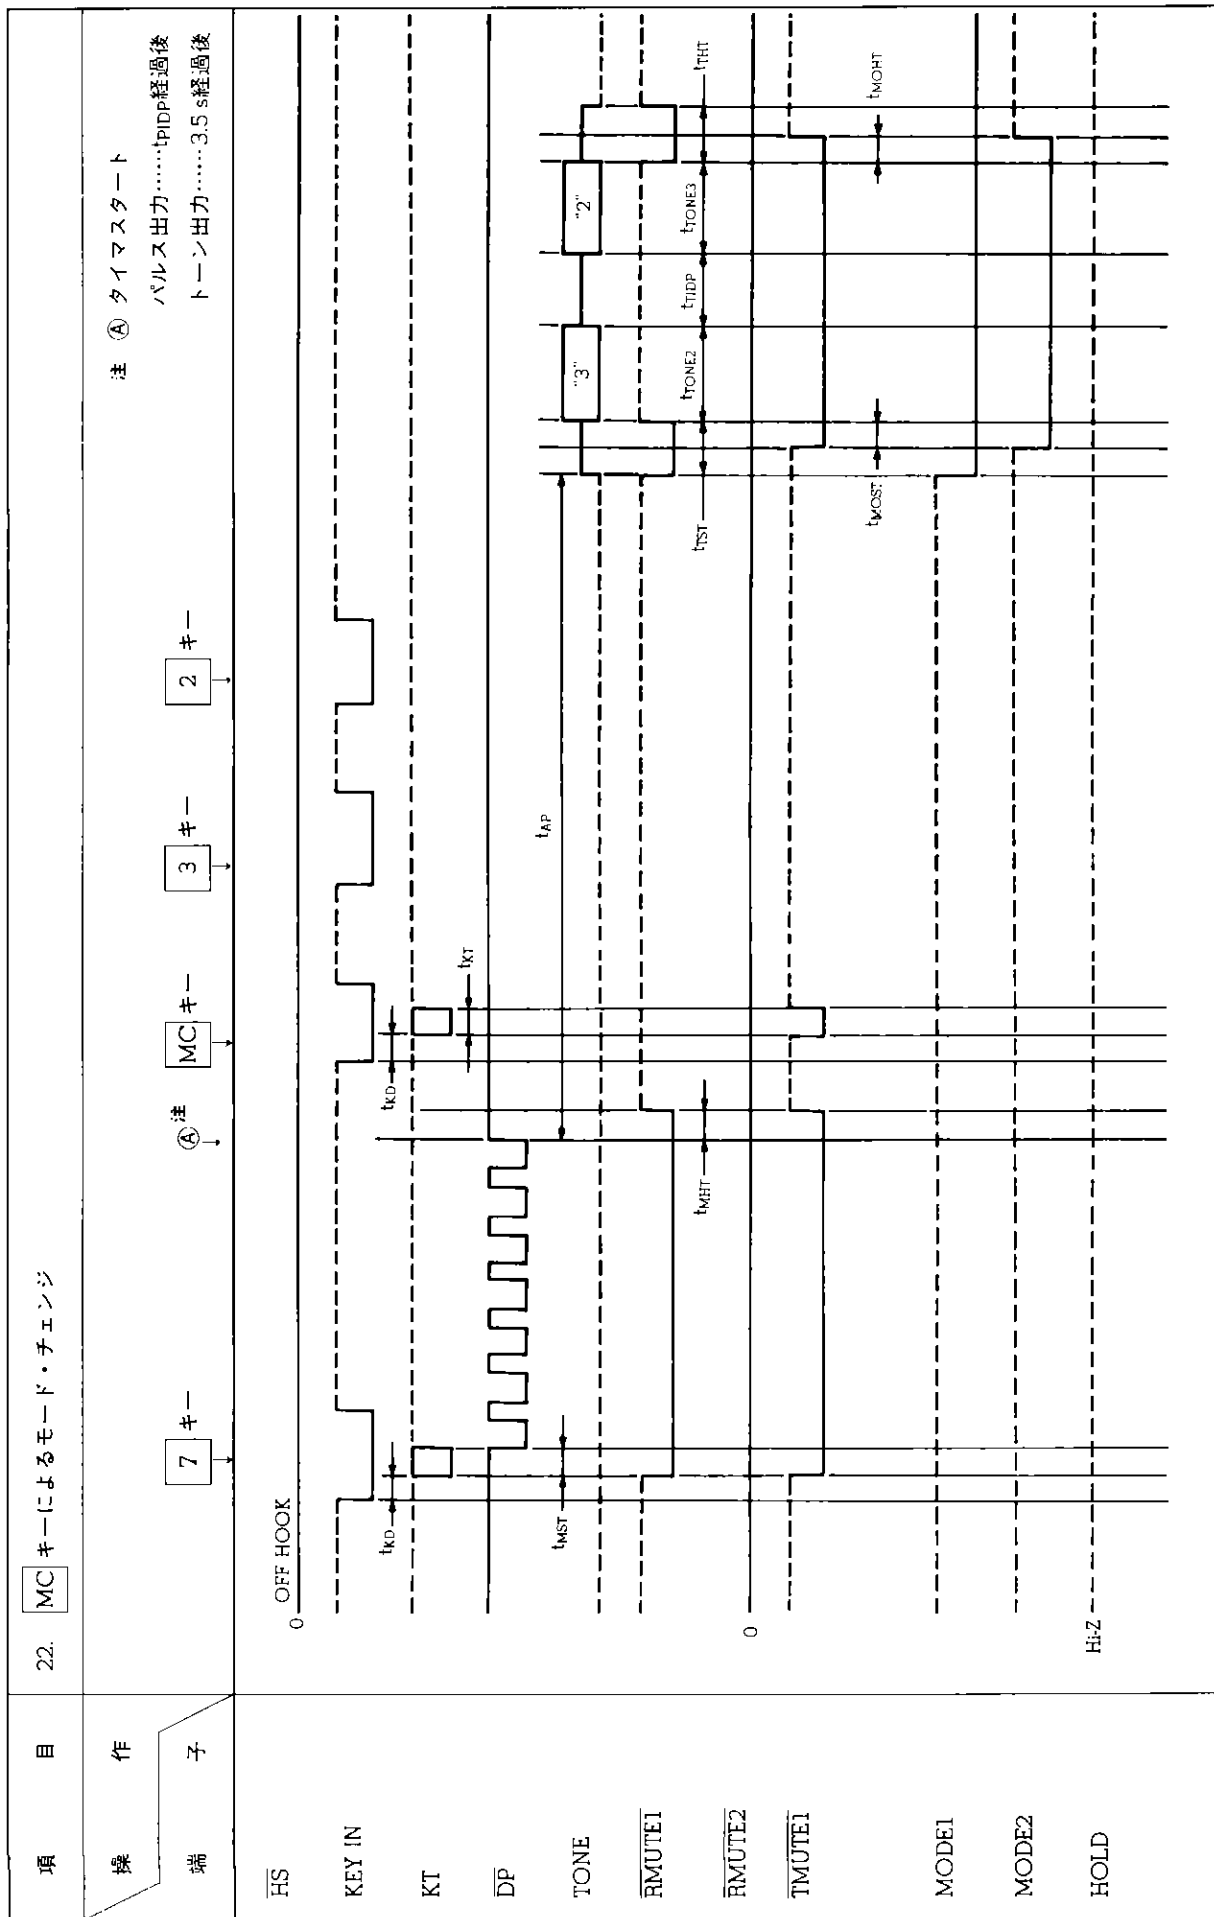 項 目 22. MC キーによるモード・チェンジ
操 作
端 子
7 キー
Ⓐ注
MC キー
3 キー
2 キー
注 Ⓐ タイマスタート
パルス出力……tPIDP経過後
トーン出力……3.5 s経過後
HS
0
OFF HOOK
KEY IN
tKD
tKD
KT
tKT
DP
tMST
tAP
TONE
"3"
"2"
RMUTE1
tMHT
tTST
tTONE2
tTIDP
tTONE3
tTHT
RMUTE2
0
TMUTE1
tMOST
tMOHT
MODE1
MODE2
HOLD
Hi-Z